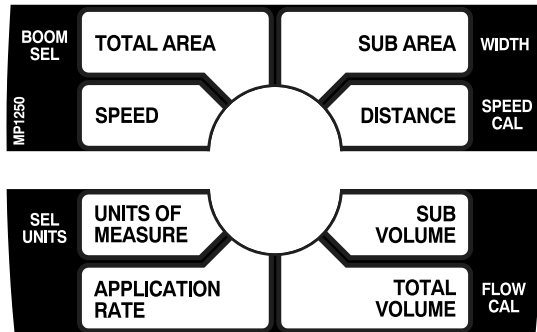 BOOM
SEL
TOTAL AREA
SUB AREA
WIDTH
MP1250
SPEED
DISTANCE
SPEED
CAL
SEL
UNITS
UNITS OF
MEASURE
SUB
VOLUME
APPLICATION
RATE
TOTAL
VOLUME
FLOW
CAL